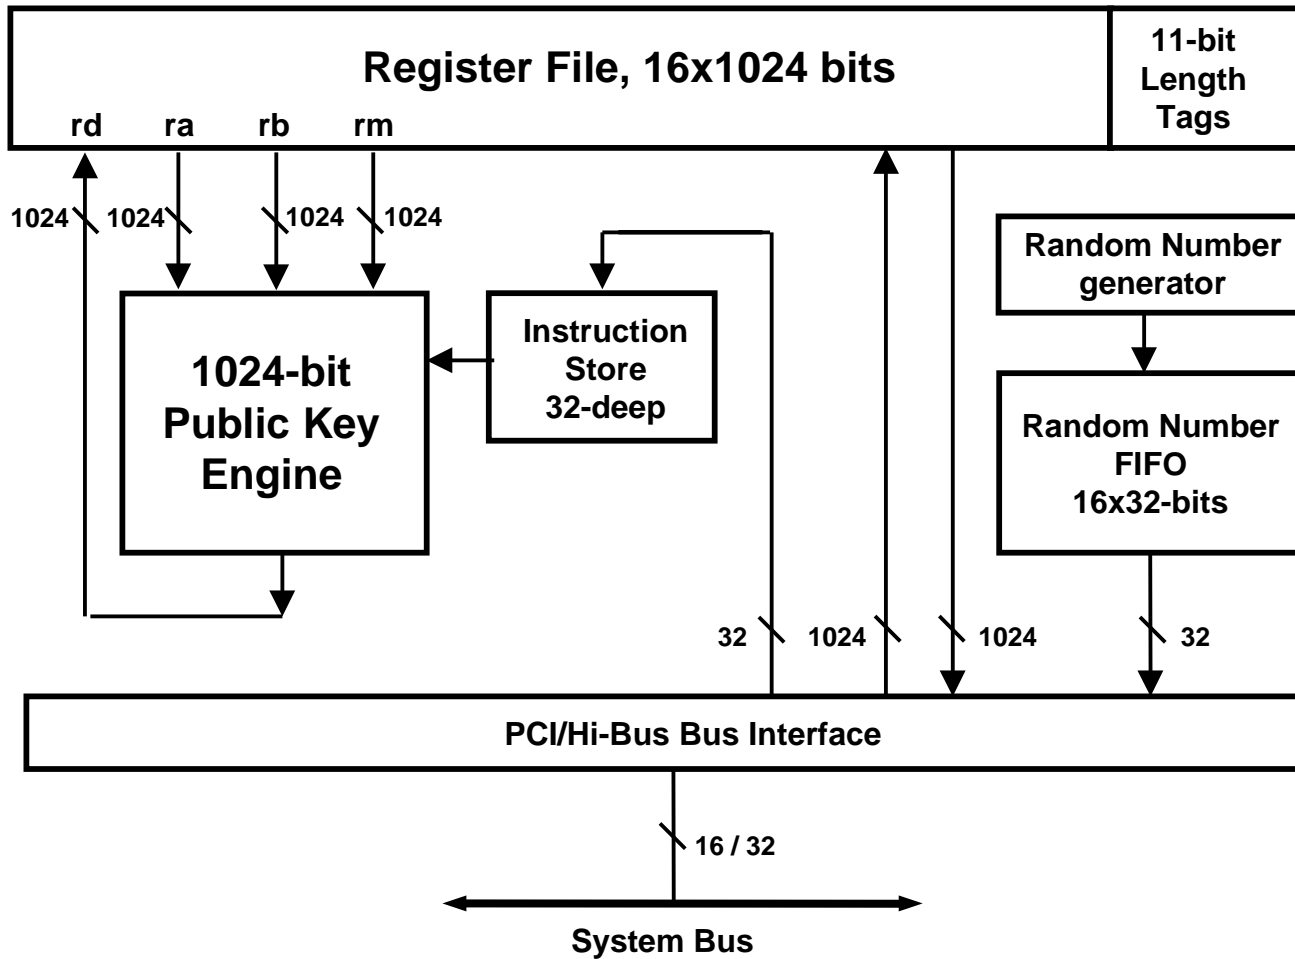 Register File, 16x1024 bits
11-bit
Length
Tags
rd ra rb rm
1024 1024 1024 1024
Random Number
generator
Instruction
Store
32-deep
1024-bit
Public Key
Engine
Random Number
FIFO
16x32-bits
32 1024 1024 32
PCI/Hi-Bus Bus Interface
16 / 32
System Bus